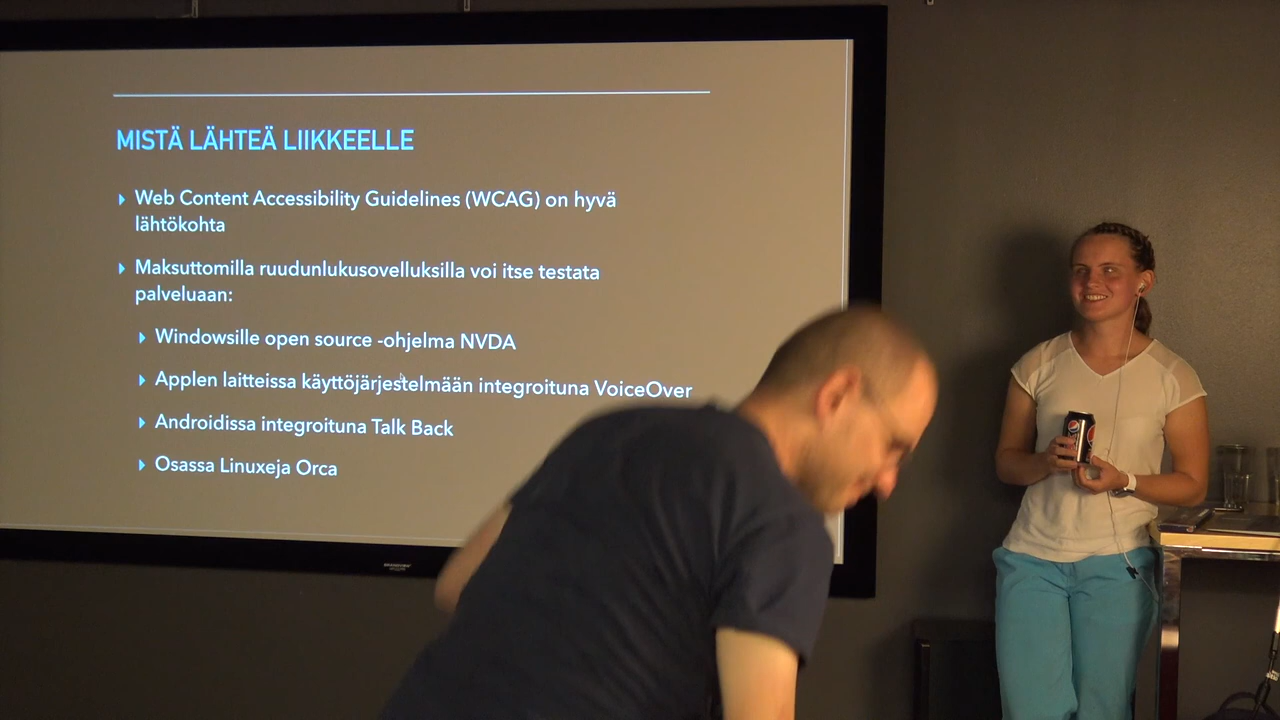 MISTÄ LÄHTEÄ LIIKKEELLE
Web Content Accessibility Guidelines (WCAG) on hyvä
lähtökohta
Maksuttomilla ruudunlukusovelluksilla voi itse testata
palveluaan:
Windowsille open source -ohjelma NVDA
Applen laitteissa käyttöjärjestelmään integroituna VoiceOver
Androidissa integroituna Talk Back
Osassa Linuxeja Orca